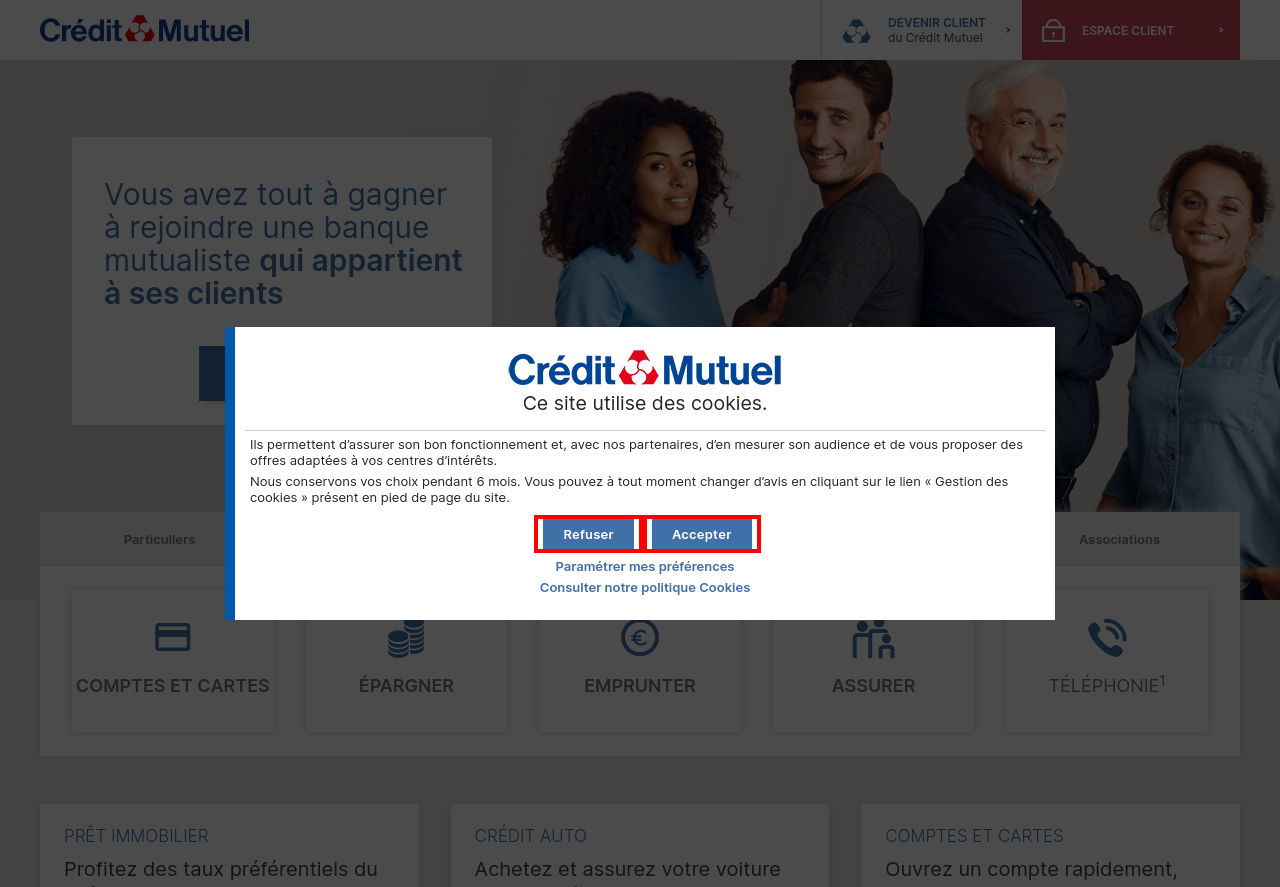 Crédit Mutuel
DEVENIR CLIENT
du Crédit Mutuel
ESPACE CLIENT
Vous avez tout à gagner
à rejoindre une banque
mutualiste qui appartient
à ses clients
Crédit Mutuel
Ce site utilise des cookies.
Ils permettent d’assurer son bon fonctionnement et, avec nos partenaires, d’en mesurer son audience et de vous proposer des
offres adaptées à vos centres d’intérêts.
Nous conservons vos choix pendant 6 mois. Vous pouvez à tout moment changer d’avis en cliquant sur le lien « Gestion des
cookies » présent en pied de page du site.
Refuser Accepter
Paramétrer mes préférences
Consulter notre politique Cookies
Particuliers Associations
COMPTES ET CARTES ÉPARGNER EMPRUNTER ASSURER TÉLÉPHONIE¹
PRÊT IMMOBILIER CRÉDIT AUTO COMPTES ET CARTES
Profitez des taux préférentiels du Achetez et assurez votre voiture Ouvrez un compte rapidement,